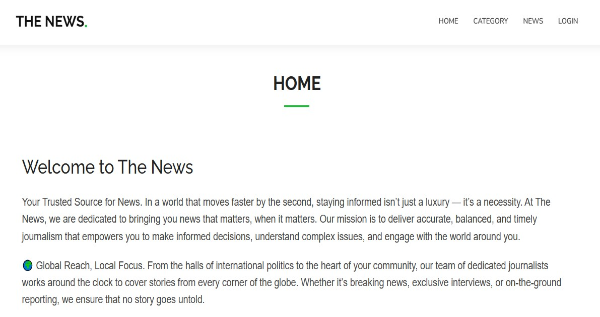 THE NEWS.
HOME CATEGORY NEWS LOGIN
HOME
Welcome to The News
Your Trusted Source for News. In a world that moves faster by the second, staying informed isn't just a luxury — it's a necessity. At The
News, we are dedicated to bringing you news that matters, when it matters. Our mission is to deliver accurate, balanced, and timely
journalism that empowers you to make informed decisions, understand complex issues, and engage with the world around you.
Global Reach, Local Focus. From the halls of international politics to the heart of your community, our team of dedicated journalists
works around the clock to cover stories from every corner of the globe. Whether it's breaking news, exclusive interviews, or on-the-ground
reporting, we ensure that no story goes untold.